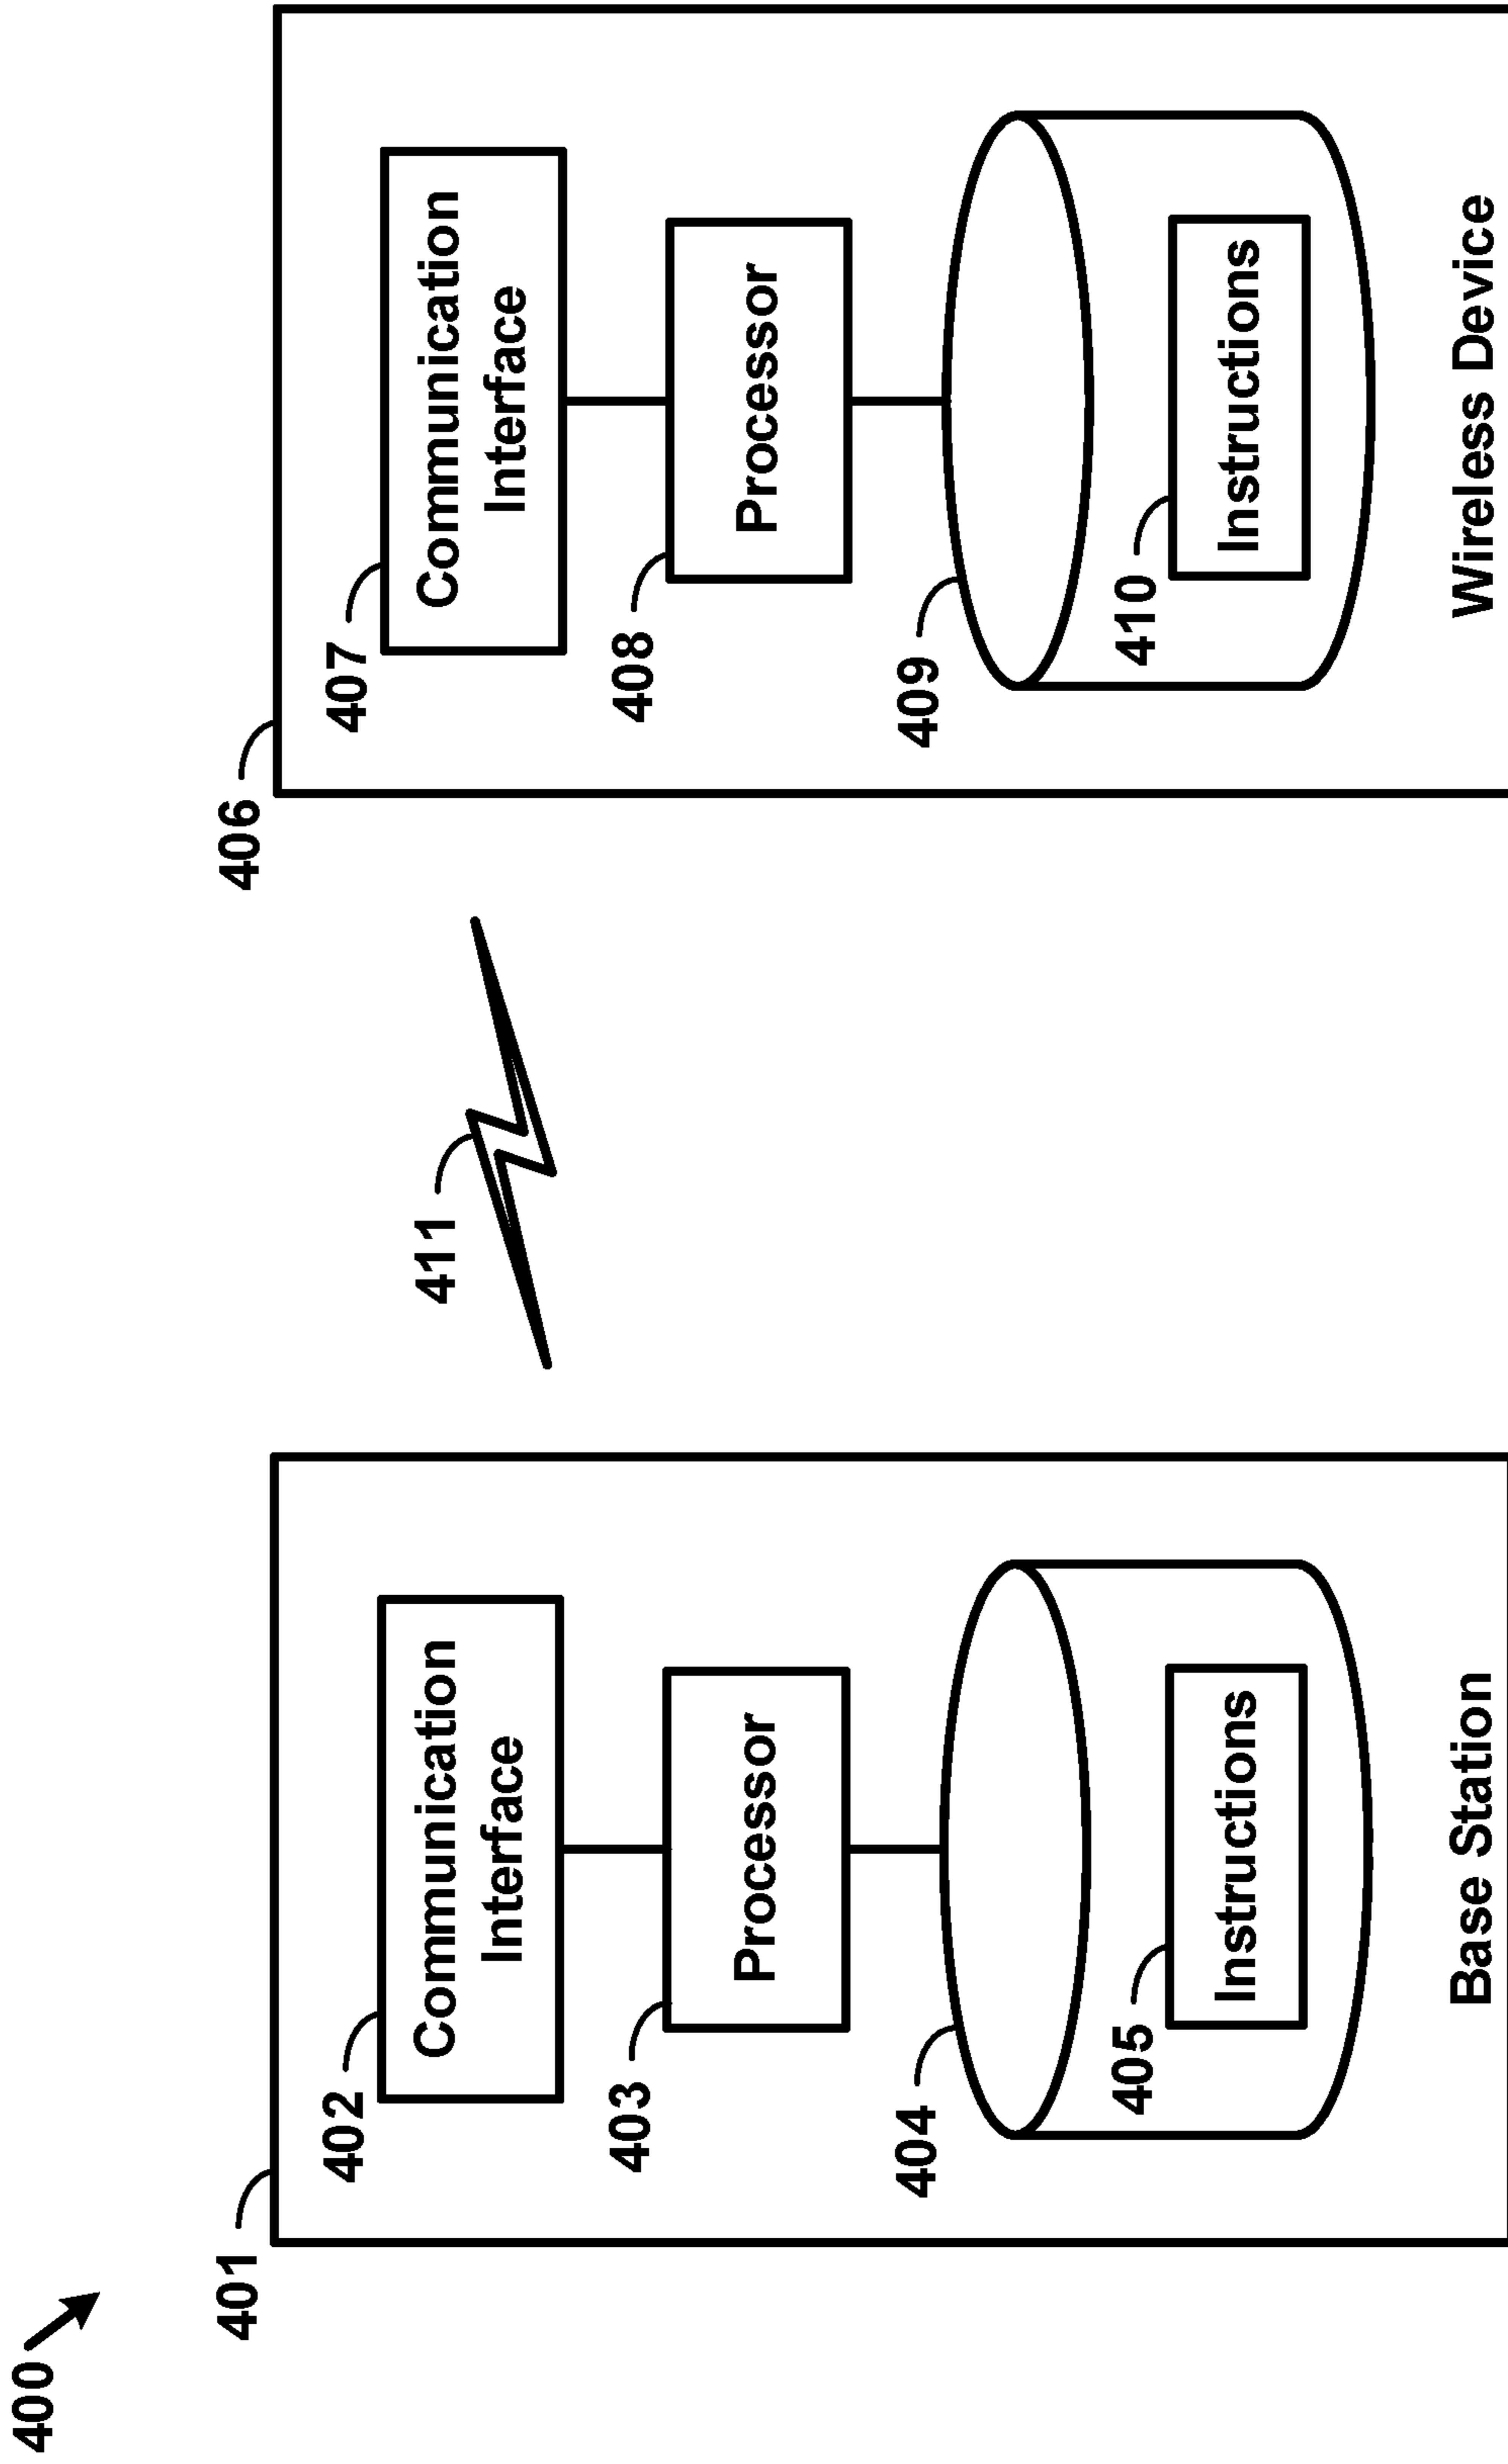 400
401
402
Communication
Interface
403
Processor
404
405
Instructions
Base Station
411
406
407
Communication
Interface
408
Processor
409
410
Instructions
Wireless Device